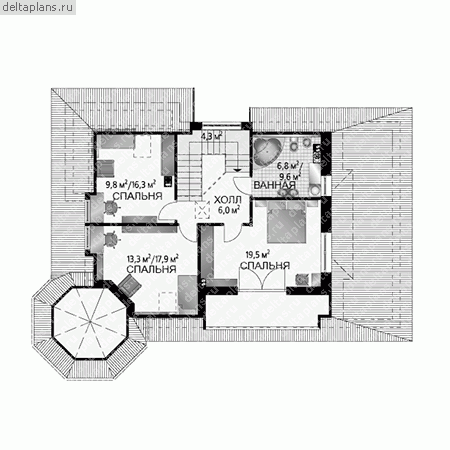 deltaplans.ru
4,3 м²
9,8 м²/16,3 м²
СПАЛЬНЯ
6,8 м²/
9,6 м²
ВАННАЯ
ХОЛЛ
6,0 м²
13,3 м²/17,9 м²
СПАЛЬНЯ
19,5 м²
СПАЛЬНЯ